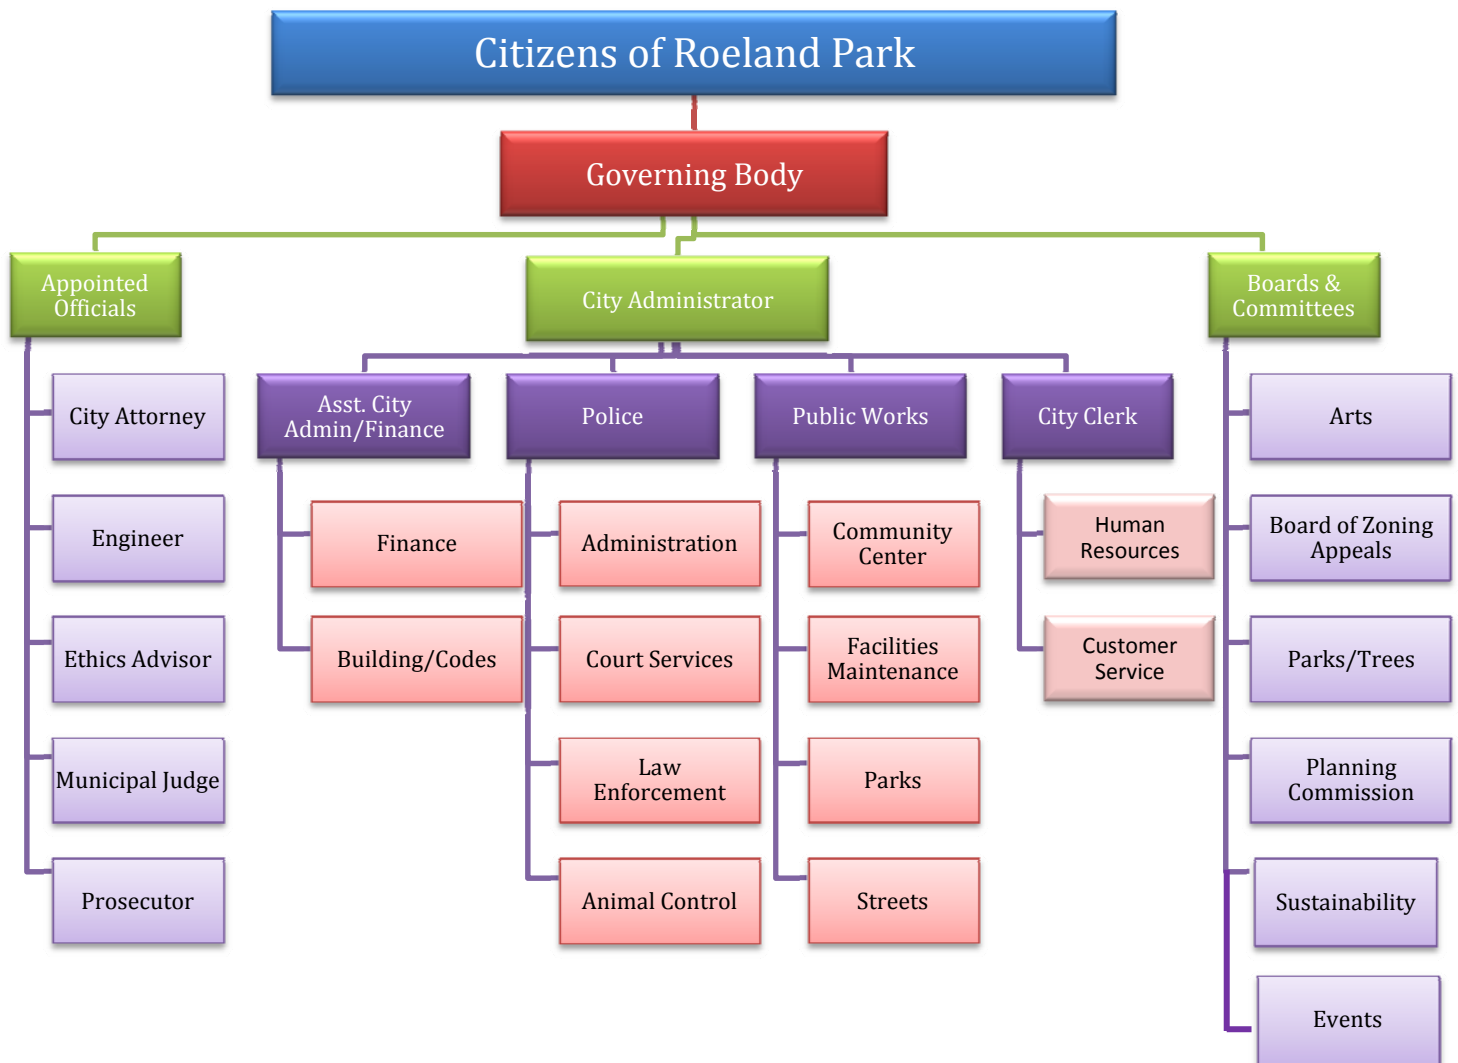 Citizens of Roeland Park
Governing Body
Appointed
Officials
City Administrator
Boards &
Committees
Asst. City
Admin/Finance
Police
Public Works
City Clerk
City Attorney
Engineer
Ethics Advisor
Municipal Judge
Prosecutor
Finance
Building/Codes
Administration
Court Services
Law
Enforcement
Animal Control
Community
Center
Facilities
Maintenance
Parks
Streets
Human
Resources
Customer
Service
Arts
Board of Zoning
Appeals
Parks/Trees
Planning
Commission
Sustainability
Events